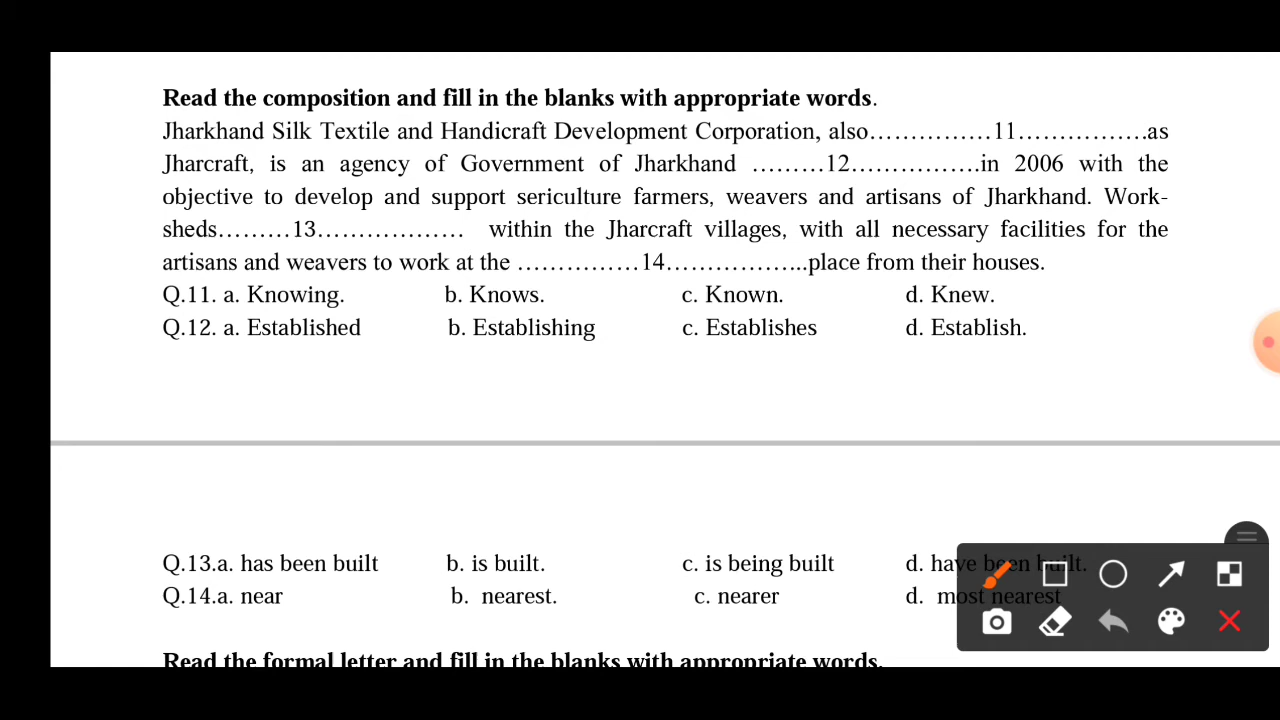 Read the composition and fill in the blanks with appropriate words.
Jharkhand Silk Textile and Handicraft Development Corporation, also……………11…………….as
Jharcraft, is an agency of Government of Jharkhand ………12…………….in 2006 with the
objective to develop and support sericulture farmers, weavers and artisans of Jharkhand. Work-
sheds………13……………… within the Jharcraft villages, with all necessary facilities for the
artisans and weavers to work at the ……………14……………..place from their houses.
Q.11. a. Knowing. b. Knows. c. Known. d. Knew.
Q.12. a. Established b. Establishing c. Establishes d. Establish.
Q.13.a. has been built b. is built. c. is being built d. have been built.
Q.14.a. near b. nearest. c. nearer d. most nearest
Read the formal letter and fill in the blanks with appropriate words.